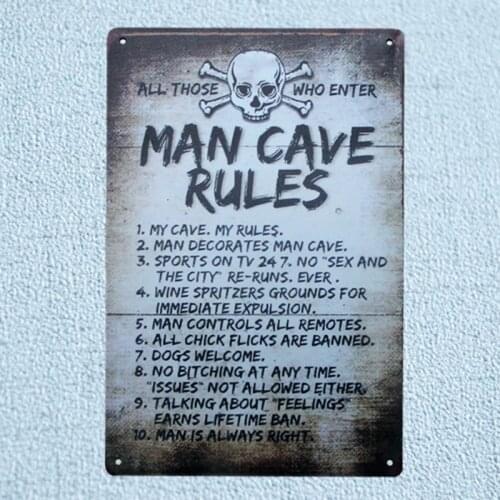 ALL THOSE WHO ENTER
MAN CAVE
RULES
1. MY CAVE. MY RULES.
2. MAN DECORATES MAN CAVE.
3. SPORTS ON TV 24 7. NO "SEX AND
THE CITY" RE-RUNS. EVER .
4. WINE SPRITZERS GROUNDS FOR
IMMEDIATE EXPULSION.
5. MAN CONTROLS ALL REMOTES.
6. ALL CHICK FLICKS ARE BANNED.
7. DOGS WELCOME.
8. NO BITCHING AT ANY TIME.
"ISSUES" NOT ALLOWED EITHER.
9. TALKING ABOUT "FEELINGS"
EARNS LIFETIME BAN.
10. MAN IS ALWAYS RIGHT.